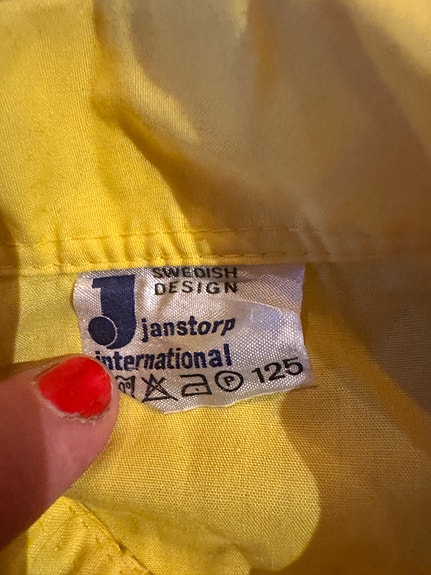 SWEDISH
DESIGN
janstorp
international
P 125